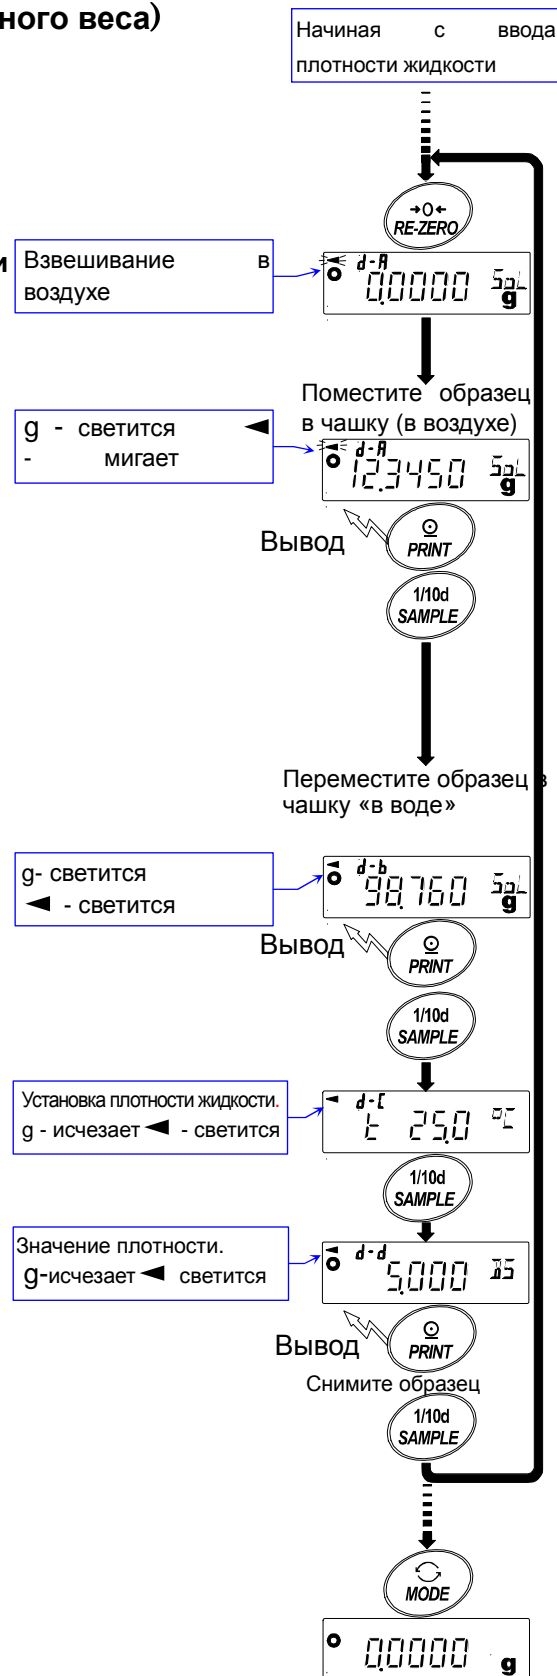 ного веса)
Начиная с ввода
плотности жидкости
→0←
RE-ZERO
и
Взвешивание в
воздухе
d-A
0.0000 g
Поместите образец
в чашку (в воздухе)
g - светится ◄
- мигает
d-A
12.3450 g
Вывод
PRINT
1/10d
SAMPLE
Переместите образец в
чашку «в воде»
g- светится
◄ - светится
d-b
98.760 g
Вывод
PRINT
1/10d
SAMPLE
Установка плотности жидкости.
g - исчезает ◄ - светится
d-C
t 25.0 °C
1/10d
SAMPLE
Значение плотности.
g-исчезает ◄ светится
d-d
5.000 DS
Вывод
PRINT
Снимите образец
1/10d
SAMPLE
MODE
0.0000 g